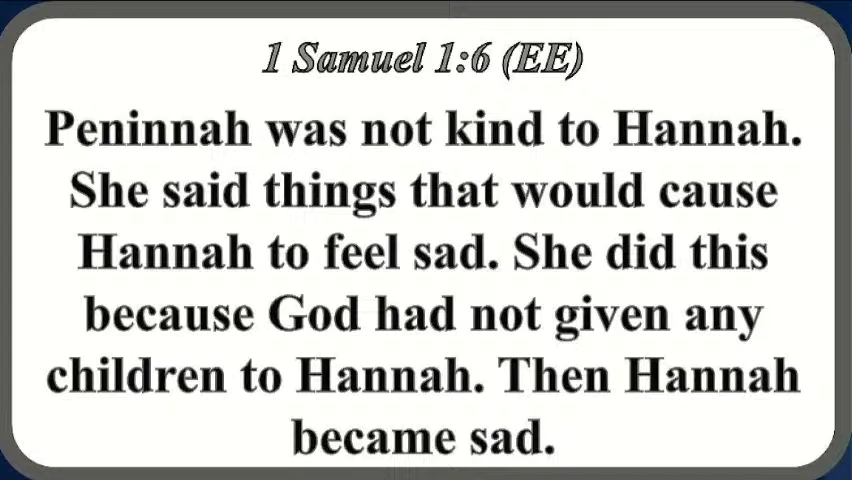 1 Samuel 1:6 (EE)
Peninnah was not kind to Hannah.
She said things that would cause
Hannah to feel sad. She did this
because God had not given any
children to Hannah. Then Hannah
became sad.